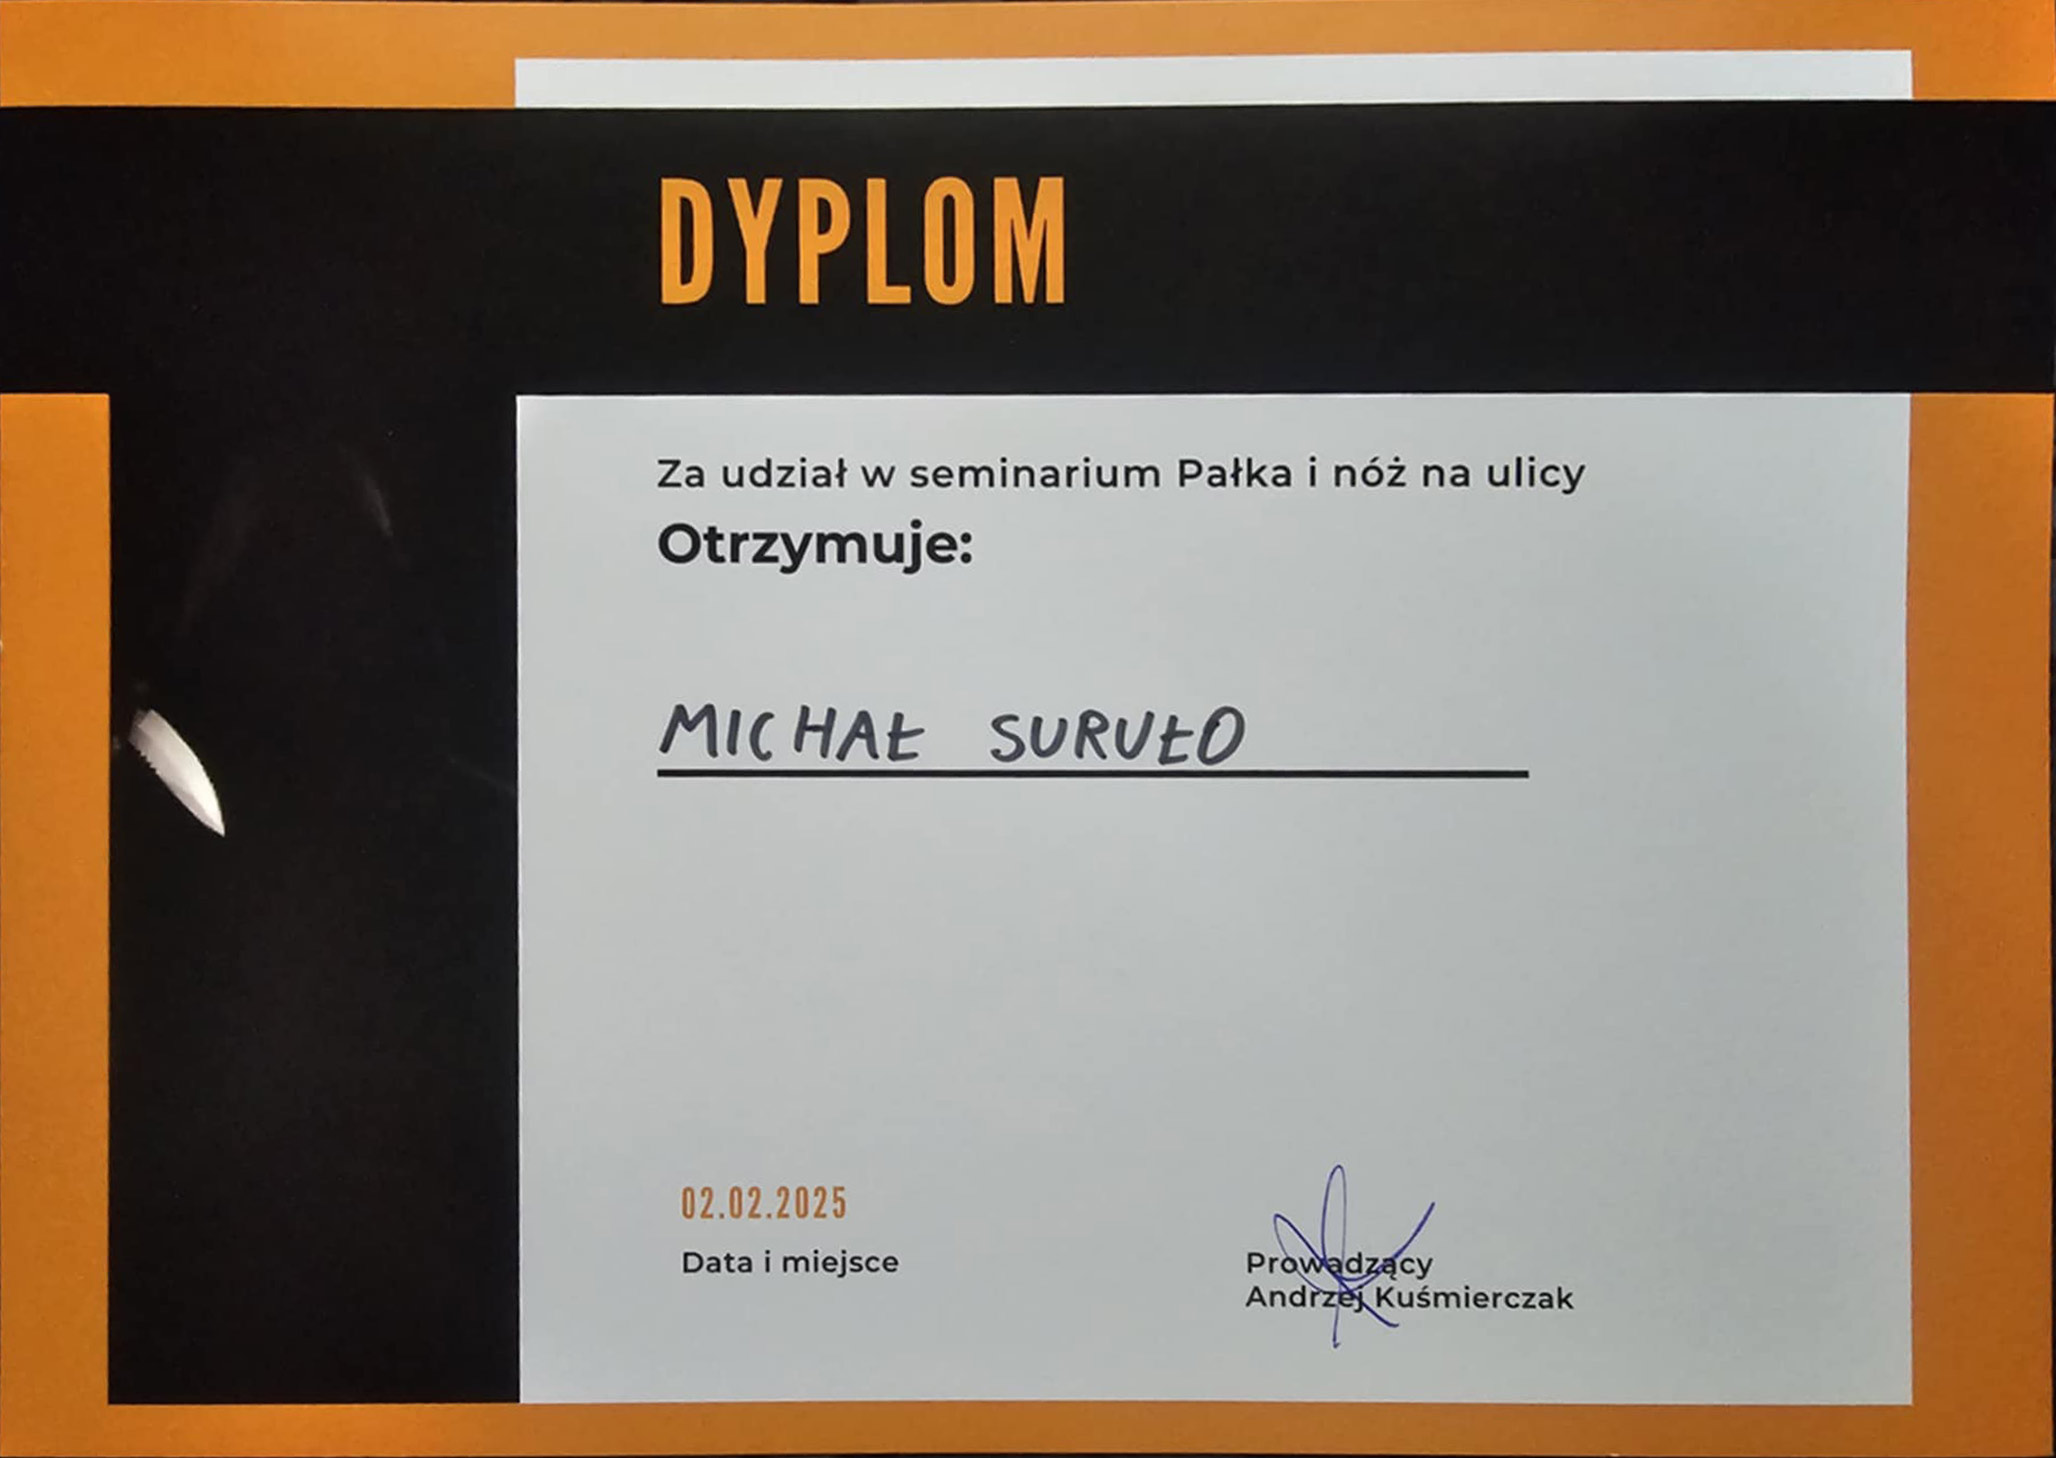 DYPLOM
Za udział w seminarium Pałka i nóż na ulicy
Otrzymuje:
MICHAŁ SURUŁO
02.02.2025
Data i miejsce
Prowadzący
Andrzej Kuśmierczak